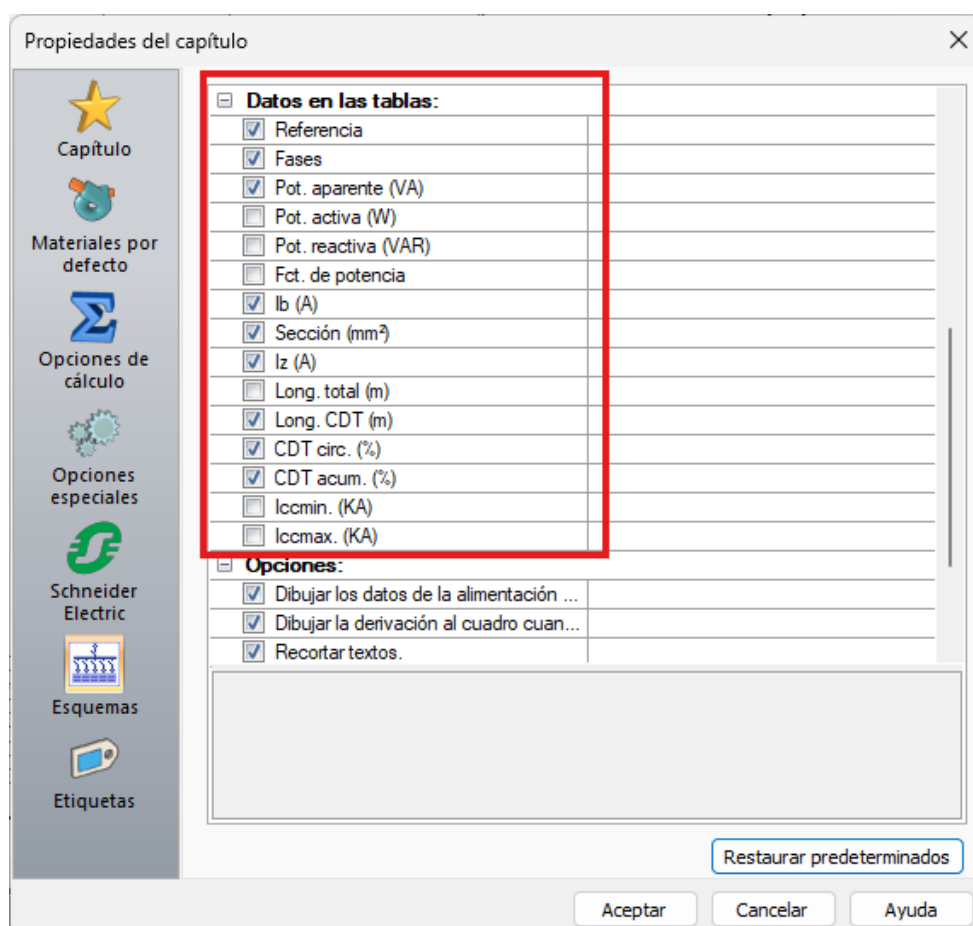 Propiedades del capítulo
Capítulo
Materiales por
defecto
Opciones de
cálculo
Opciones
especiales
Schneider
Electric
Esquemas
Etiquetas
Datos en las tablas:
Referencia
Fases
Pot. aparente (VA)
Pot. activa (W)
Pot. reactiva (VAR)
Fct. de potencia
Ib (A)
Sección (mm²)
Iz (A)
Long. total (m)
Long. CDT (m)
CDT circ. (%)
CDT acum. (%)
Iccmin. (KA)
Iccmax. (KA)
Opciones:
Dibujar los datos de la alimentación ...
Dibujar la derivación al cuadro cuan...
Recortar textos.
Restaurar predeterminados
Aceptar
Cancelar
Ayuda